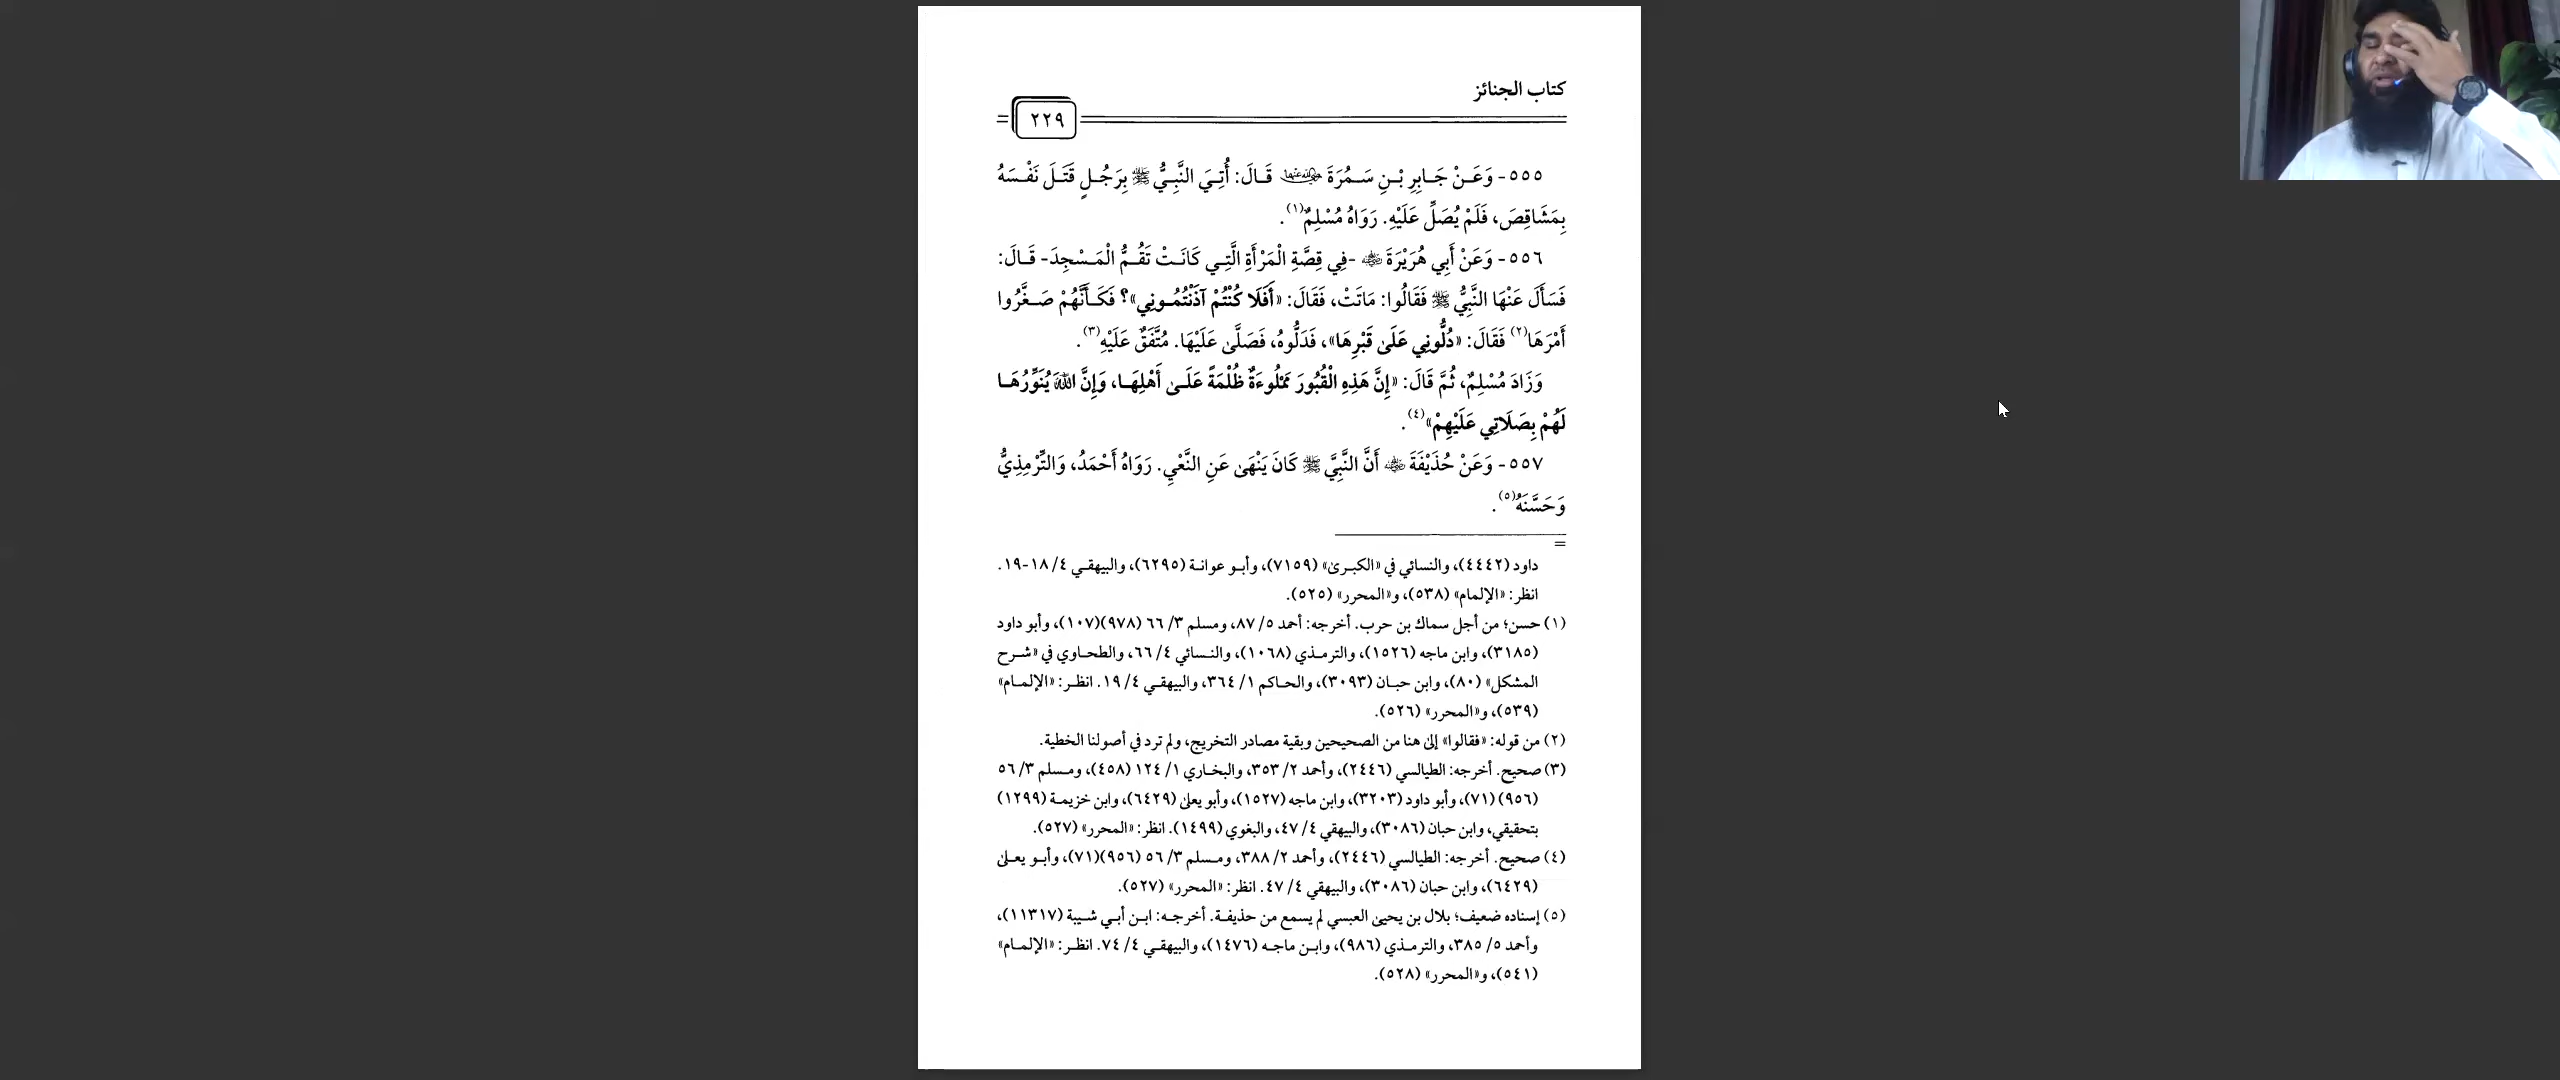 كتاب الجنائز
٢٢٩
٥٥٥- وَعَنْ جَابِرِ بْنِ سَمُرَةَ رضي الله عنهما قَالَ: أُتِيَ النَّبِيُّ ﷺ بِرَجُلٍ قَتَلَ نَفْسَهُ
بِمَشَاقِصَ، فَلَمْ يُصَلِّ عَلَيْهِ. رَوَاهُ مُسْلِمٌ(١).
٥٥٦- وَعَنْ أَبِي هُرَيْرَةَ رضي الله عنه -فِي قِصَّةِ الْمَرْأَةِ الَّتِي كَانَتْ تَقُمُّ الْمَسْجِدَ- قَالَ:
فَسَأَلَ عَنْهَا النَّبِيُّ ﷺ فَقَالُوا: مَاتَتْ، فَقَالَ: «أَفَلَا كُنْتُمْ آذَنْتُمُونِي»؟ فَكَأَنَّهُمْ صَغَّرُوا
أَمْرَهَا(٢) فَقَالَ: «دُلُّونِي عَلَى قَبْرِهَا»، فَدَلُّوهُ، فَصَلَّى عَلَيْهَا. مُتَّفَقٌ عَلَيْهِ(٣).
وَزَادَ مُسْلِمٌ، ثُمَّ قَالَ: «إِنَّ هَذِهِ الْقُبُورَ مَمْلُوءَةٌ ظُلْمَةً عَلَى أَهْلِهَا، وَإِنَّ اللهَ يُنَوِّرُهَا
لَهُمْ بِصَلَاتِي عَلَيْهِمْ»(٤).
٥٥٧- وَعَنْ حُذَيْفَةَ رضي الله عنه أَنَّ النَّبِيَّ ﷺ كَانَ يَنْهَى عَنِ النَّعْيِ. رَوَاهُ أَحْمَدُ، وَالتِّرْمِذِيُّ
وَحَسَّنَهُ(٥).
=
داود (٤٤٤٢)، والنسائي في «الكبرى» (٧١٥٩)، وأبو عوانة (٦٢٩٥)، والبيهقي ٤/ ١٨-١٩.
انظر: «الإلمام» (٥٣٨)، و«المحرر» (٥٢٥).
(١) حسن؛ من أجل سماك بن حرب. أخرجه: أحمد ٥/ ٨٧، ومسلم ٣/ ٦٦ (٩٧٨)(١٠٧)، وأبو داود
(٣١٨٥)، وابن ماجه (١٥٢٦)، والترمذي (١٠٦٨)، والنسائي ٤/ ٦٦، والطحاوي في «شرح
المشكل» (٨٠)، وابن حبان (٣٠٩٣)، والحاكم ١/ ٣٦٤، والبيهقي ٤/ ١٩. انظر: «الإلمام»
(٥٣٩)، و«المحرر» (٥٢٦).
(٢) من قوله: «فقالوا» إلى هنا من الصحيحين وبقية مصادر التخريج، ولم ترد في أصولنا الخطية.
(٣) صحيح. أخرجه: الطيالسي (٢٤٤٦)، وأحمد ٢/ ٣٥٣، والبخاري ١/ ١٢٤ (٤٥٨)، ومسلم ٣/ ٥٦
(٩٥٦) (٧١)، وأبو داود (٣٢٠٣)، وابن ماجه (١٥٢٧)، وأبو يعلى (٦٤٢٩)، وابن خزيمة (١٢٩٩)
بتحقيقي، وابن حبان (٣٠٨٦)، والبيهقي ٤/ ٤٧، والبغوي (١٤٩٩). انظر: «المحرر» (٥٢٧).
(٤) صحيح. أخرجه: الطيالسي (٢٤٤٦)، وأحمد ٢/ ٣٨٨، ومسلم ٣/ ٥٦ (٩٥٦)(٧١)، وأبو يعلى
(٦٤٢٩)، وابن حبان (٣٠٨٦)، والبيهقي ٤/ ٤٧. انظر: «المحرر» (٥٢٧).
(٥) إسناده ضعيف؛ بلال بن يحيى العبسي لم يسمع من حذيفة. أخرجه: ابن أبي شيبة (١١٣١٧)،
وأحمد ٥/ ٣٨٥، والترمذي (٩٨٦)، وابن ماجه (١٤٧٦)، والبيهقي ٤/ ٧٤. انظر: «الإلمام»
(٥٤١)، و«المحرر» (٥٢٨).